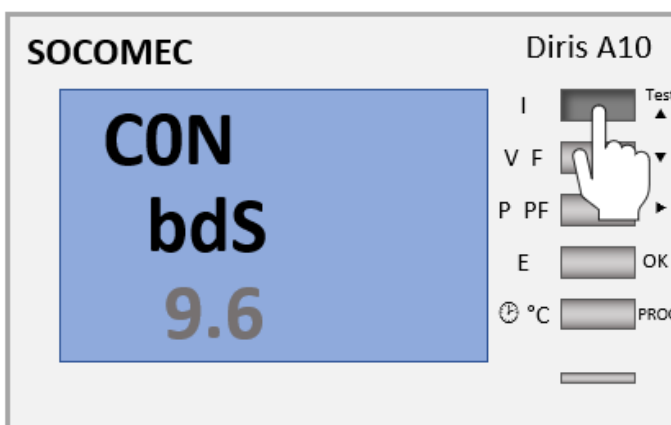 SOCOMEC
Diris A10
C0N
bdS
9.6
I
Test
V F
P PF
E
OK
°C
PROG